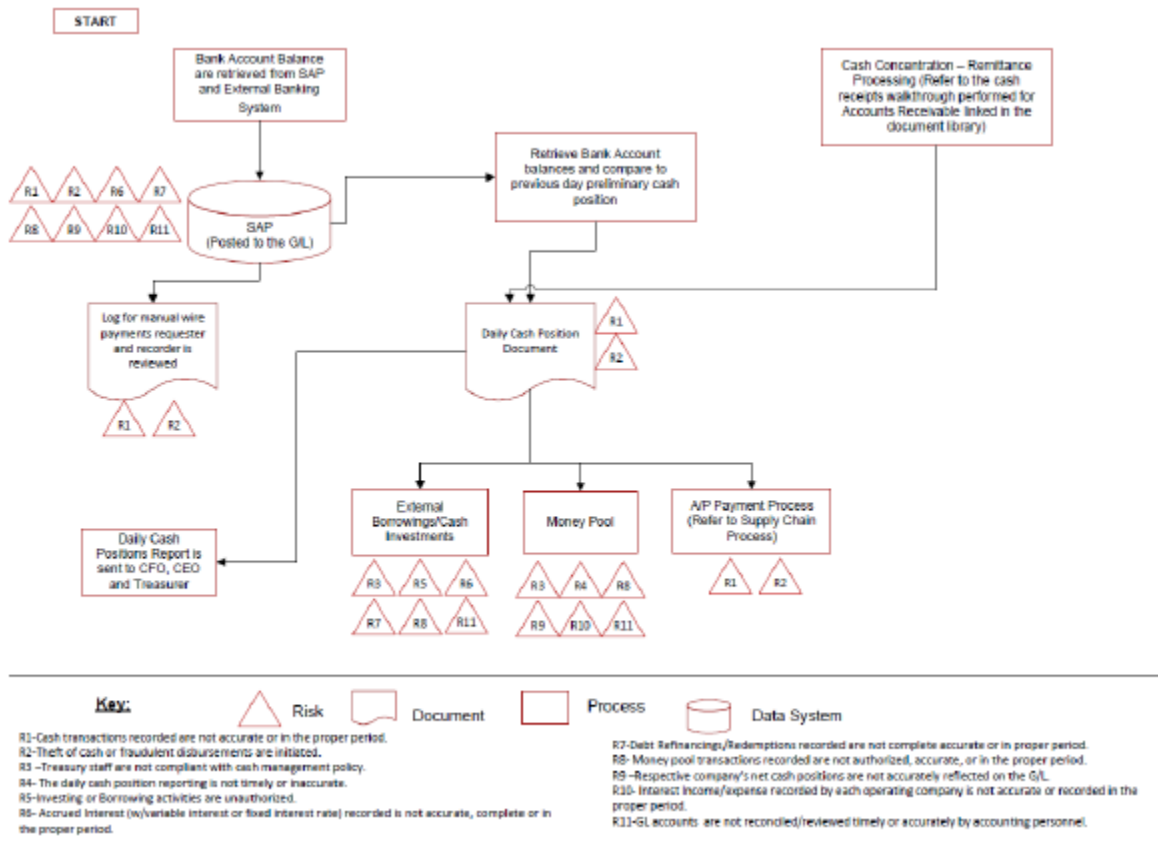 START
Bank Account Balance
are retrieved from SAP
and External Banking
System
Cash Concentration – Remittance
Processing (Refer to the cash
receipts walkthrough performed for
Accounts Receivable linked in the
document library)
Retrieve Bank Account
balances and compare to
previous day preliminary cash
position
R1 R2 R6 R7
R8 R9 R10 R11
SAP
(Posted to the G/L)
Log for manual wire
payments requester
and recorder is
reviewed
R1 R2
Daily Cash Position
Document
R1
R2
External
Borrowings/Cash
Investments
R3 R5 R6
R7 R8 R11
Money Pool
R3 R4 R8
R9 R10 R11
A/P Payment Process
(Refer to Supply Chain
Process)
R1 R2
Daily Cash
Positions Report is
sent to CFO, CEO
and Treasurer
Key:
Risk
Document
Process
Data System
R1-Cash transactions recorded are not accurate or in the proper period.
R2-Theft of cash or fraudulent disbursements are initiated.
R3 –Treasury staff are not compliant with cash management policy.
R4- The daily cash position reporting is not timely or inaccurate.
R5-Investing or Borrowing activities are unauthorized.
R6- Accrued Interest (w/variable interest or fixed interest rate) recorded is not accurate, complete or in
the proper period.
R7-Debt Refinancings/Redemptions recorded are not complete accurate or in proper period.
R8- Money pool transactions recorded are not authorized, accurate, or in the proper period.
R9 –Respective company's net cash positions are not accurately reflected on the G/L.
R10- Interest Income/expense recorded by each operating company is not accurate or recorded in the
proper period.
R11-GL accounts are not reconciled/reviewed timely or accurately by accounting personnel.